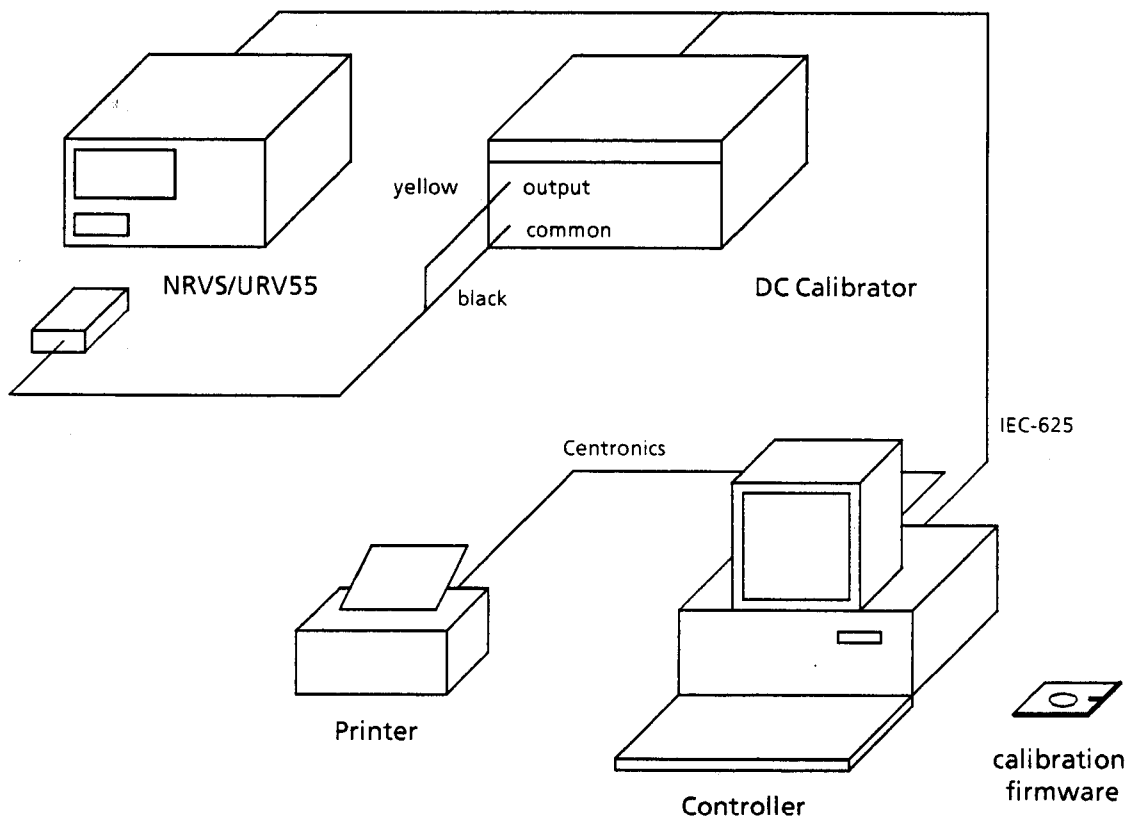 yellow
output
common
NRVS/URV55
black
DC Calibrator
IEC-625
Centronics
Printer
calibration
firmware
Controller